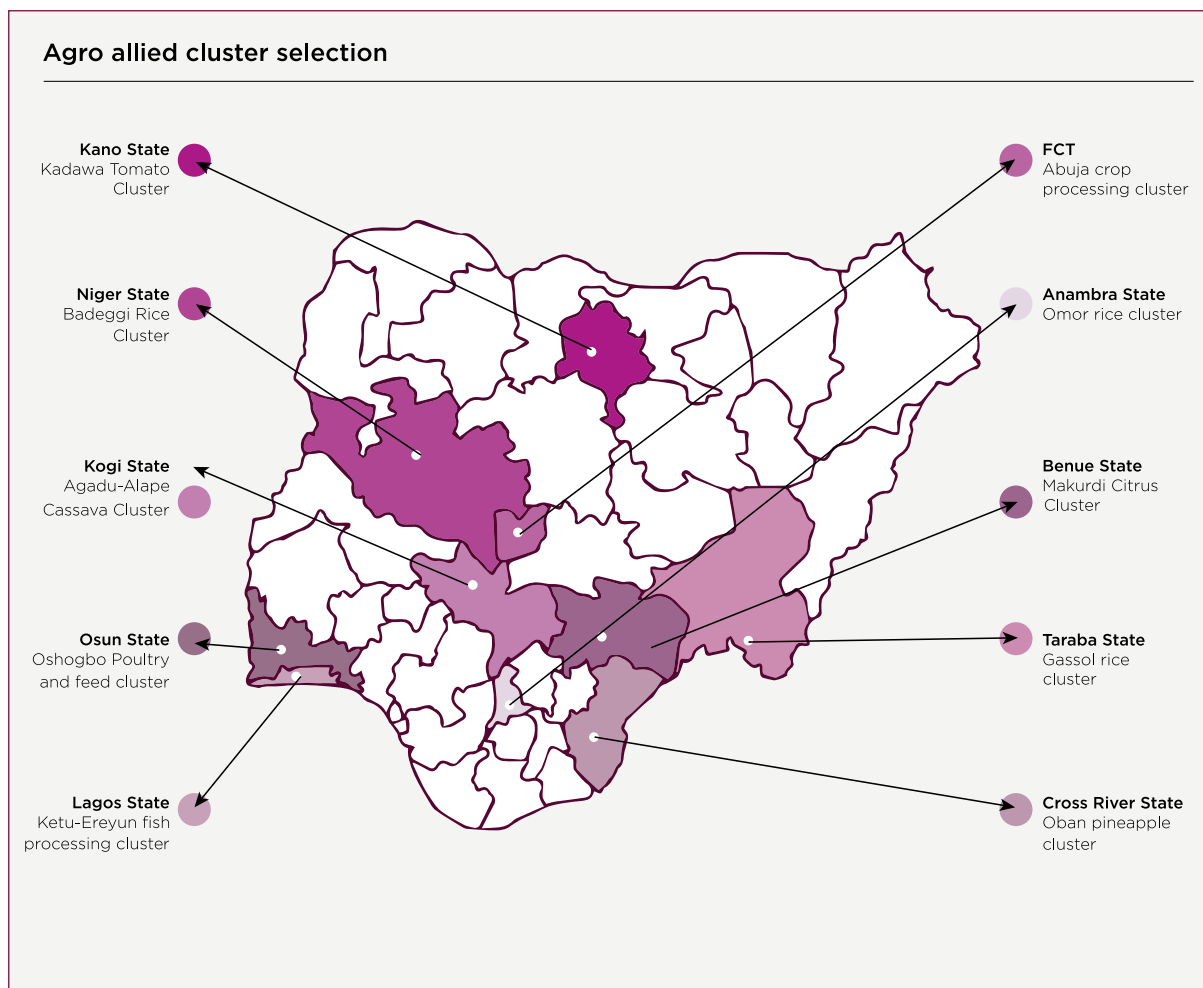 Agro allied cluster selection
Kano State
Kadawa Tomato
Cluster
Niger State
Badeggi Rice
Cluster
Kogi State
Agadu-Alape
Cassava Cluster
Osun State
Oshogbo Poultry
and feed cluster
Lagos State
Ketu-Ereyun fish
processing cluster
FCT
Abuja crop
processing cluster
Anambra State
Omor rice cluster
Benue State
Makurdi Citrus
Cluster
Taraba State
Gassol rice
cluster
Cross River State
Oban pineapple
cluster